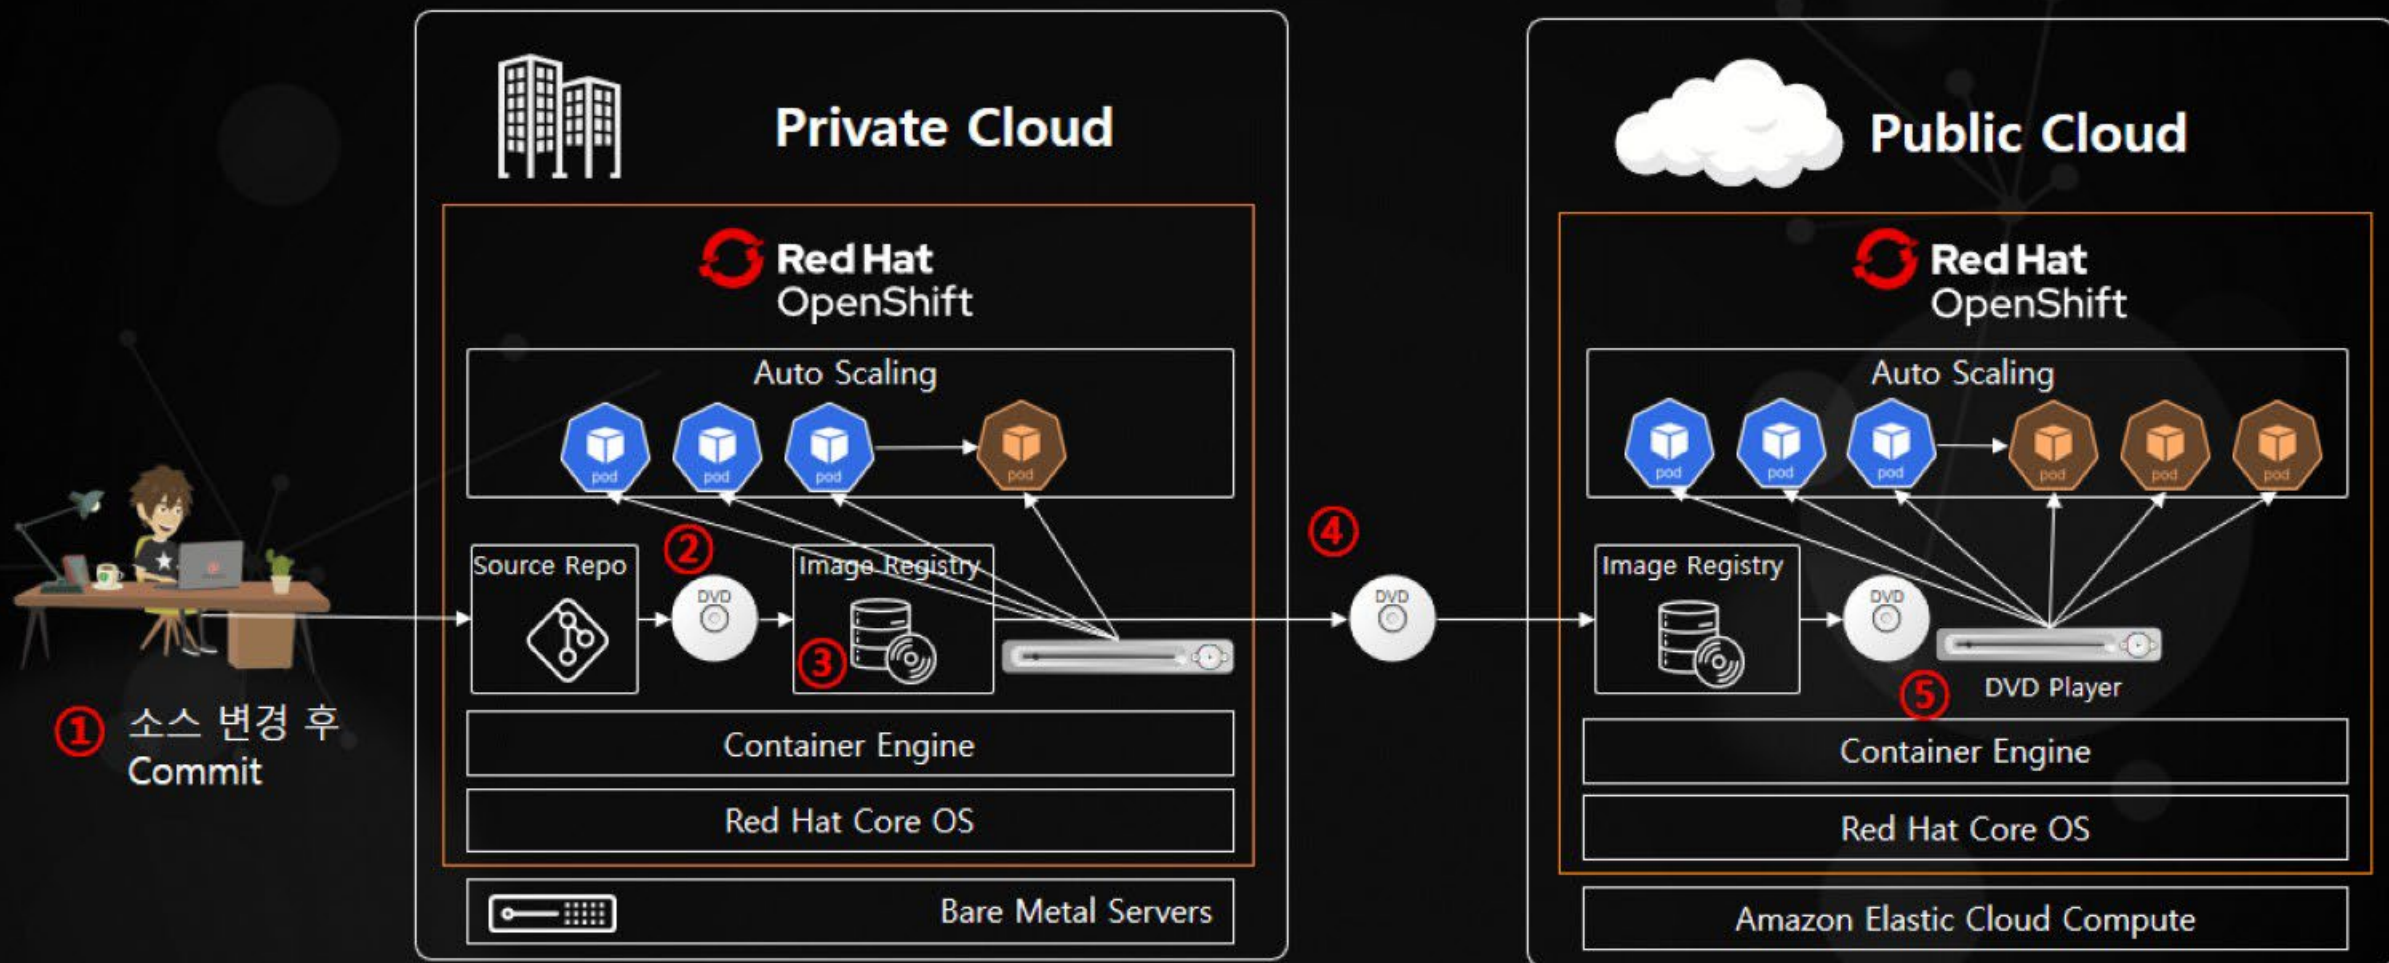 Private Cloud
Red Hat
OpenShift
Auto Scaling
pod
pod
pod
pod
Source Repo
②
DVD
Image Registry
③
① 소스 변경 후
Commit
Container Engine
Red Hat Core OS
Bare Metal Servers
④
DVD
Public Cloud
Red Hat
OpenShift
Auto Scaling
pod
pod
pod
pod
pod
pod
Image Registry
DVD
⑤
DVD Player
Container Engine
Red Hat Core OS
Amazon Elastic Cloud Compute